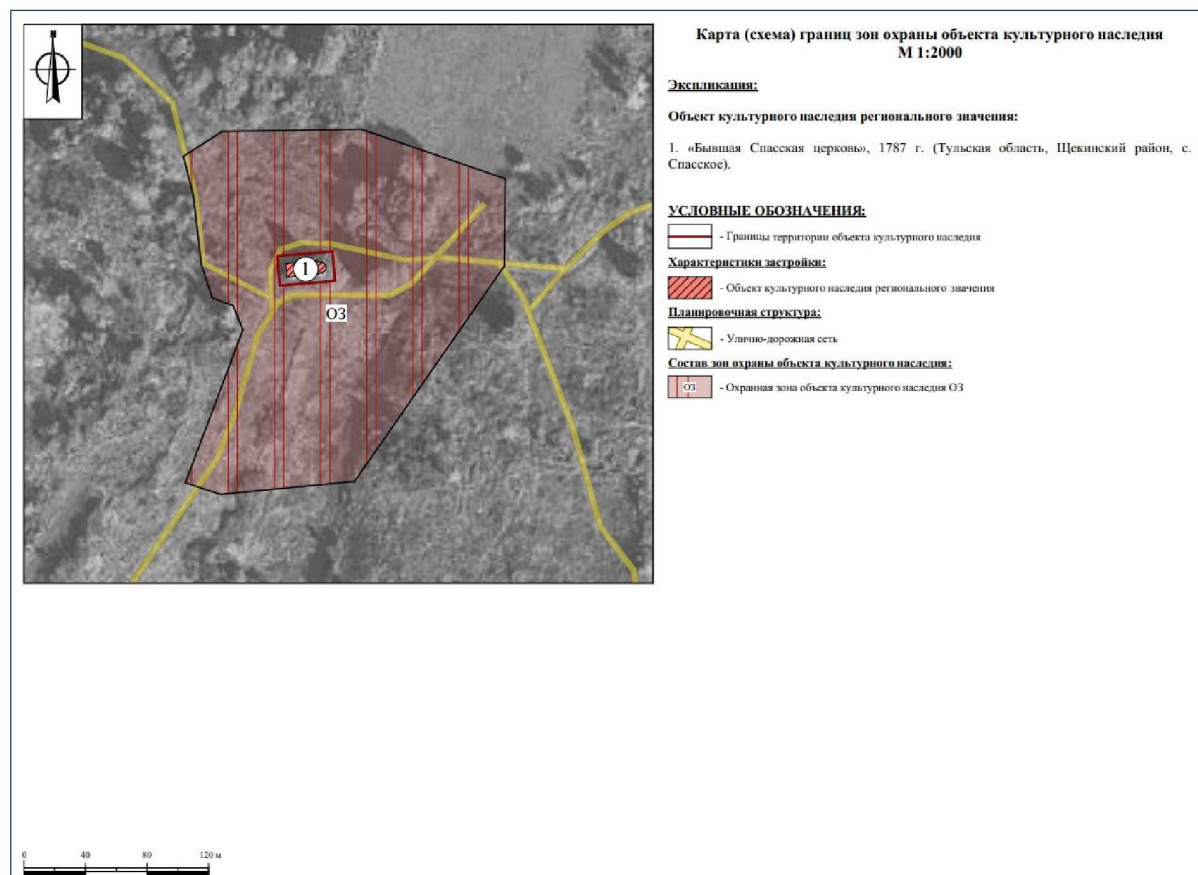 N
Карта (схема) границ зон охраны объекта культурного наследия
М 1:2000
Экспликация:
Объект культурного наследия регионального значения:
1. «Бывшая Спасская церковь», 1787 г. (Тульская область, Щекинский район, с.
Спасское).
УСЛОВНЫЕ ОБОЗНАЧЕНИЯ:
- Границы территории объекта культурного наследия
Характеристики застройки:
- Объект культурного наследия регионального значения
Планировочная структура:
- Улично-дорожная сеть
Состав зон охраны объекта культурного наследия:
ОЗ
- Охранная зона объекта культурного наследия ОЗ
1
ОЗ
0 40 80 120 м